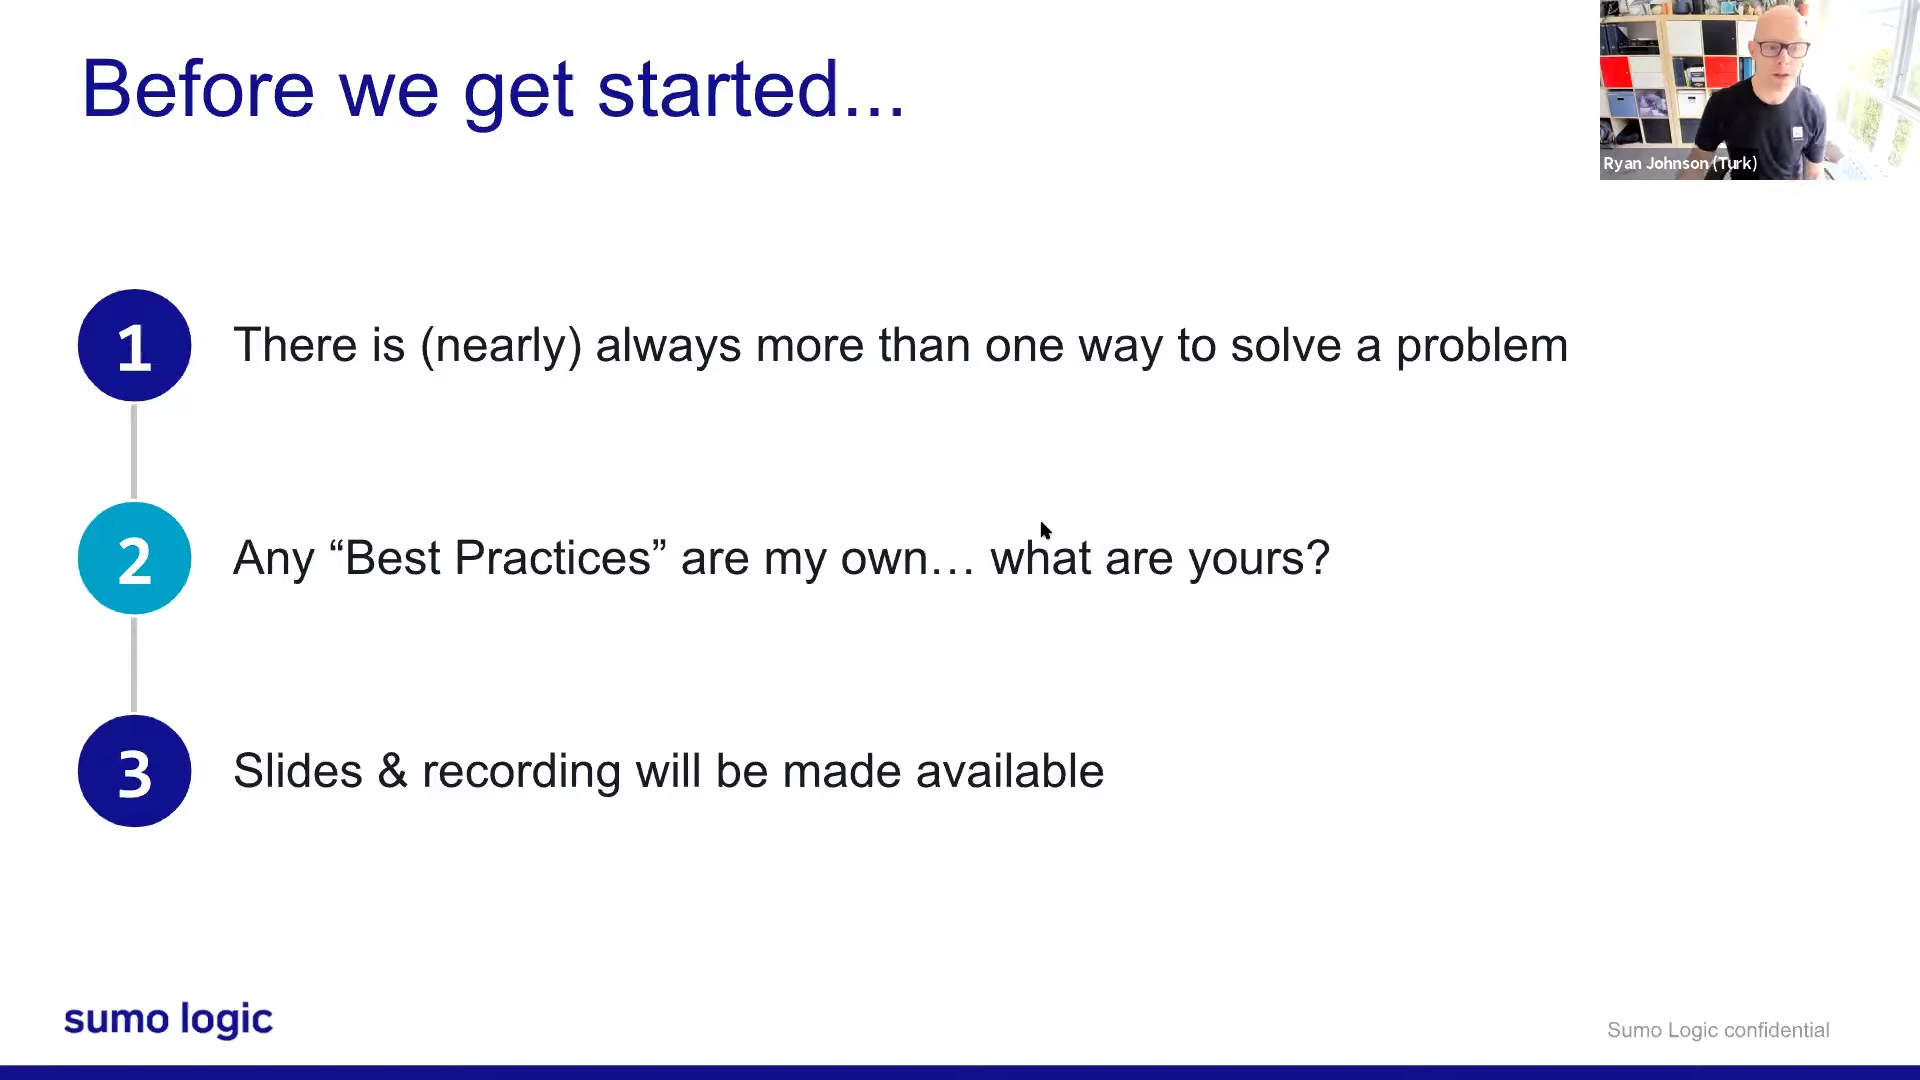 Before we get started...
Ryan Johnson (Turk)
1
There is (nearly) always more than one way to solve a problem
2
Any “Best Practices” are my own… what are yours?
3
Slides & recording will be made available
sumo logic
Sumo Logic confidential